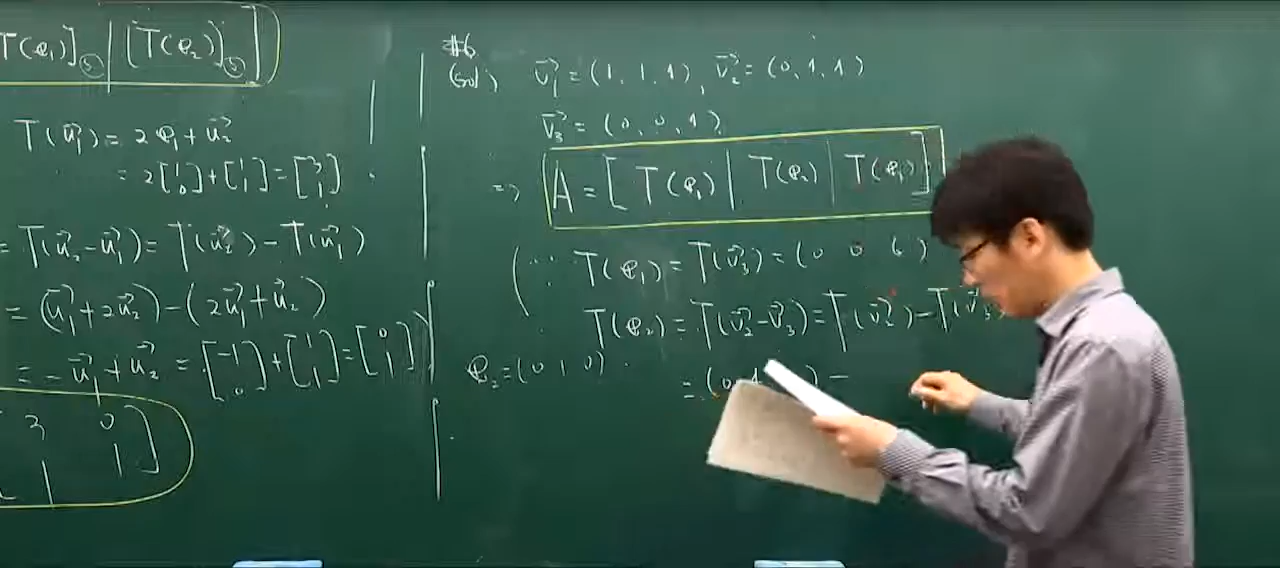 T(e₁)]_Ⓢ | [T(e₂)]_Ⓢ]
T(u₁→) = 2e₁ + u₂→
= 2[1 0] + [1 1] = [3 1]
= T(u₂→ - u₁→) = T(u₂→) - T(u₁→)
= (u₁→ + 2u₂→) - (2u₁→ + u₂→)
= -u₁→ + u₂→ = [-1 0] + [1 1] = [0 1]
3 0
1 1
#6
(sol)
v₁→ = (1, 1, 1), v₂→ = (0, 1, 1)
v₃→ = (0, 0, 1)
⇒ A = [ T(e₁) | T(e₂) | T(e₃) ]
(∵ T(e₁) = T(v₃→) = (0 0 6)
T(e₂) = T(v₂→ - v₃→) = T(v₂→) - T(v₃→)
e₂ = (0 1 0)
= (0 ) -